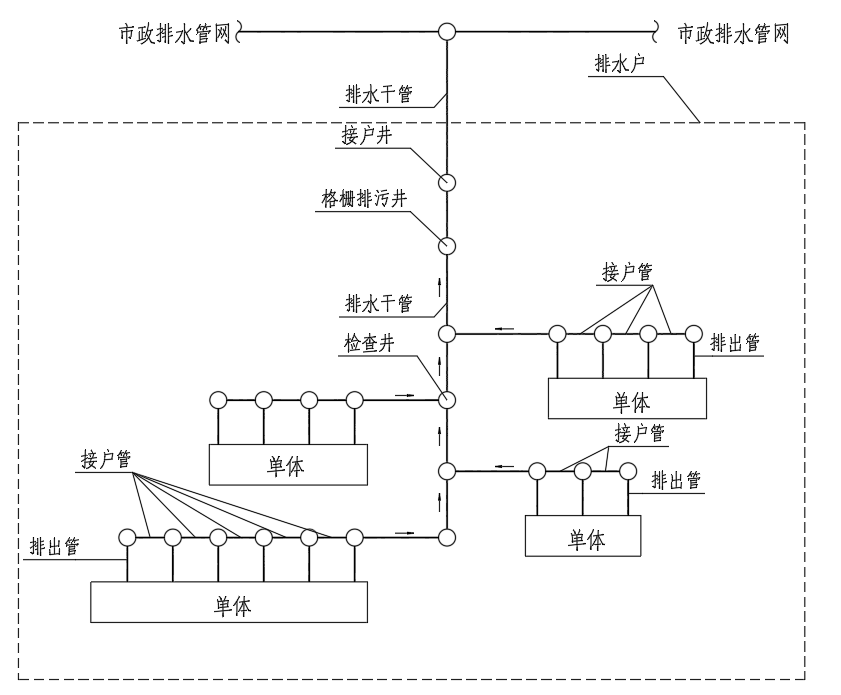 市政排水管网
市政排水管网
排水户
排水干管
接户井
格栅排污井
接户管
排水干管
排出管
检查井
单体
接户管
单体
接户管
排出管
单体
排出管
单体